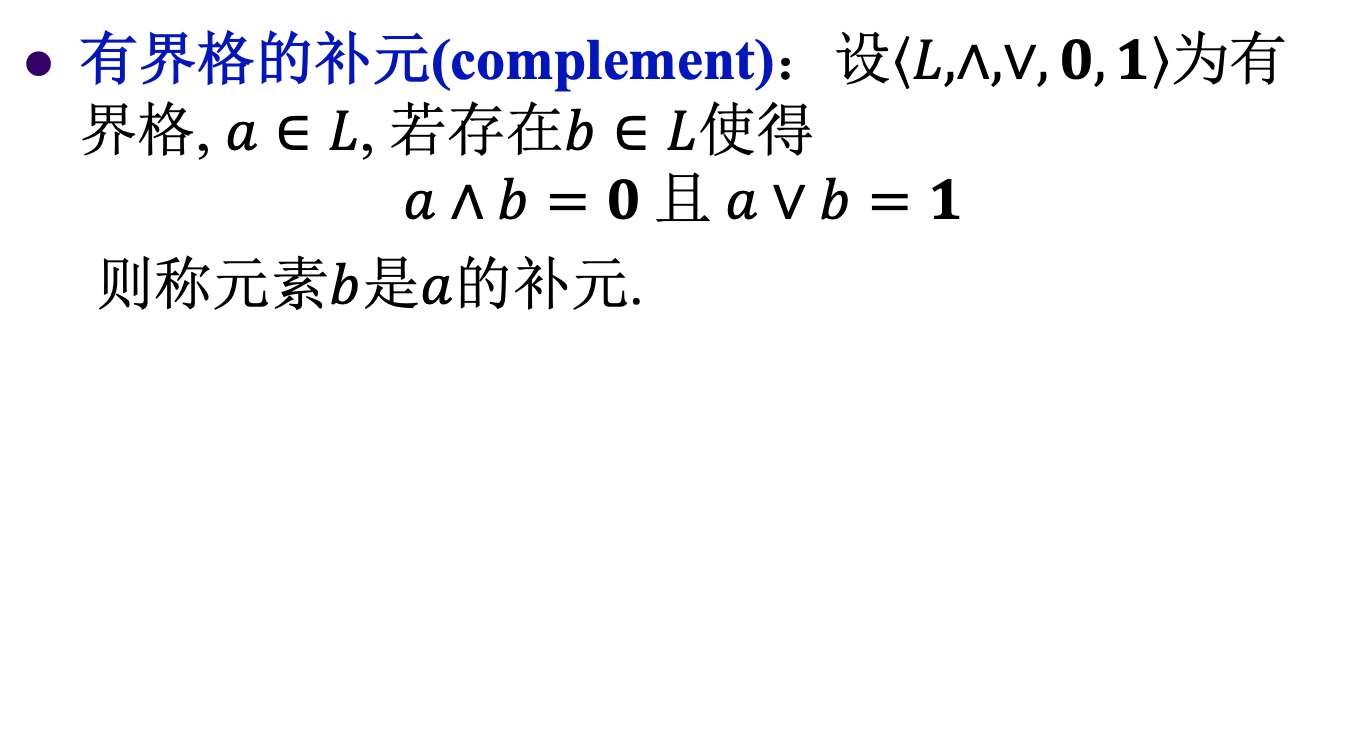 ● 有界格的补元(complement)： 设⟨L,∧,∨, 0, 1⟩为有
界格, a ∈ L, 若存在b ∈ L使得
a ∧ b = 0 且 a ∨ b = 1
则称元素b是a的补元.